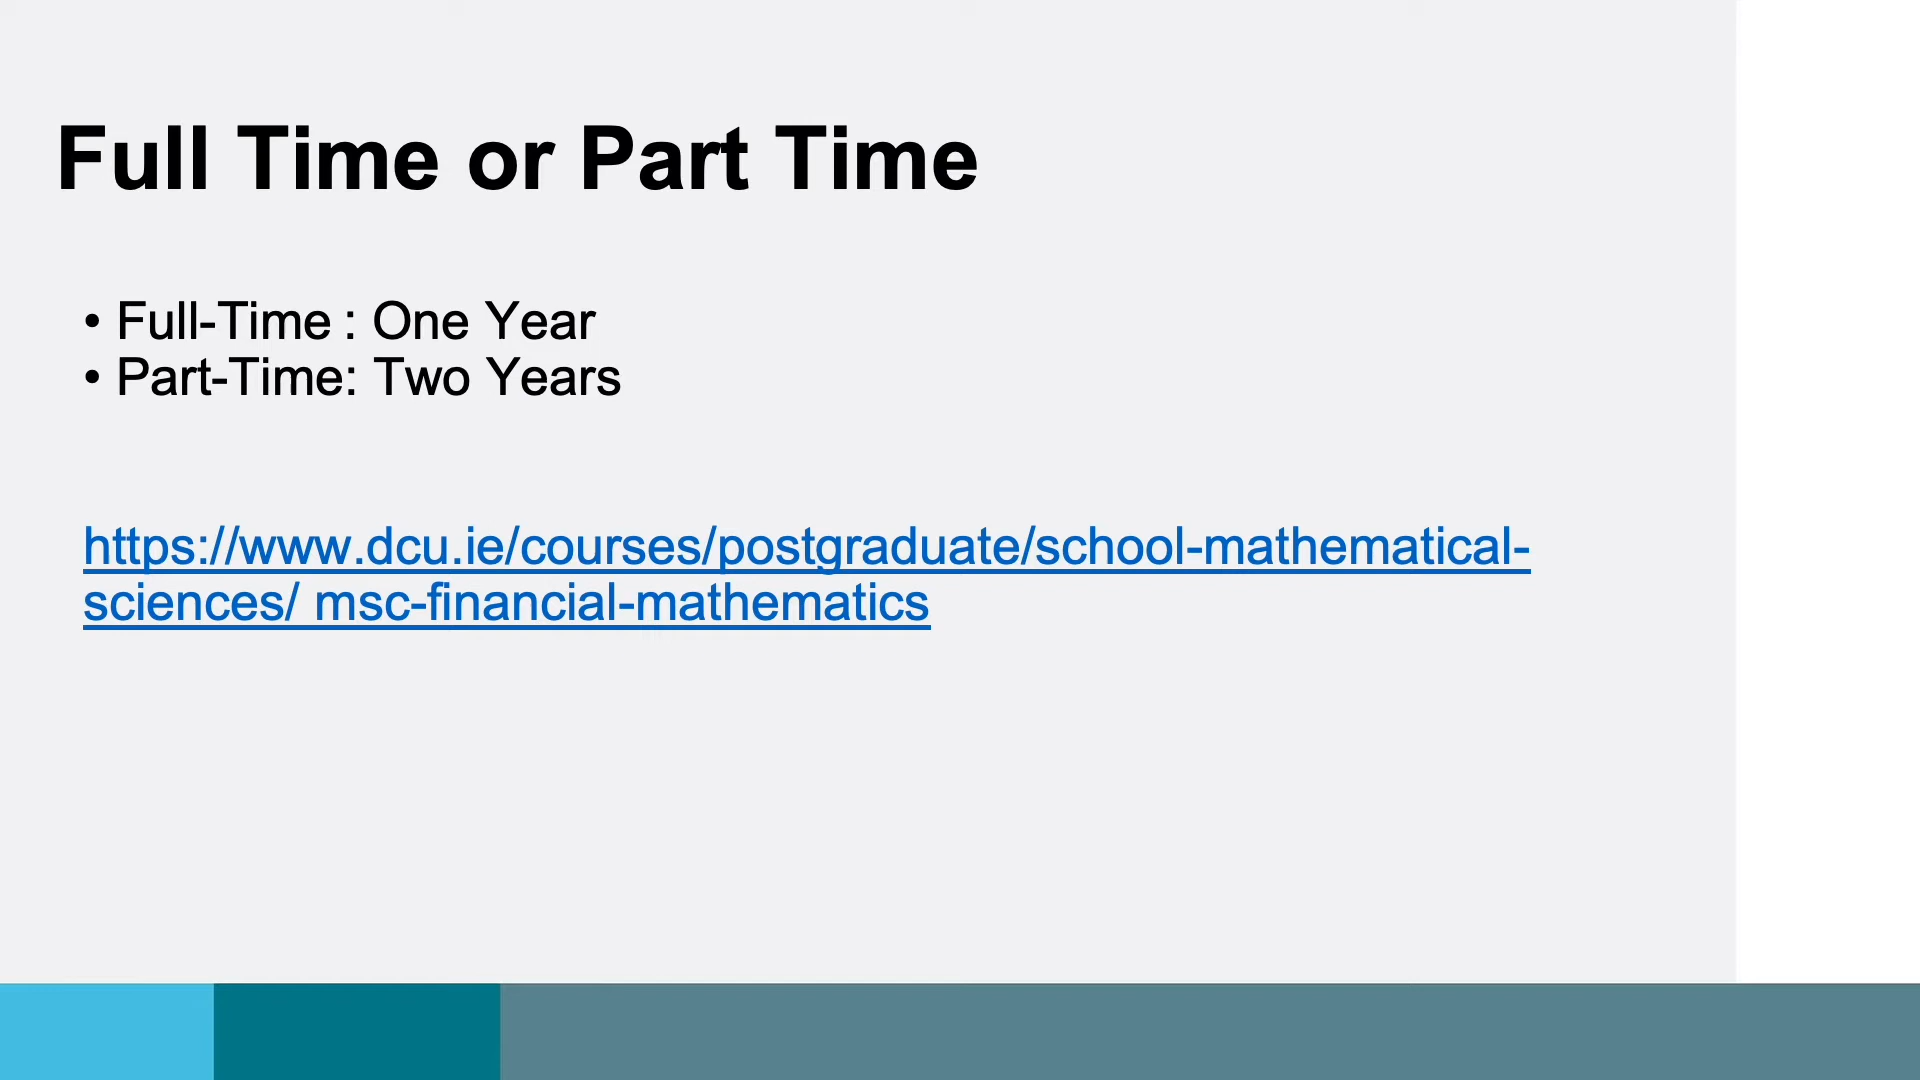 Full Time or Part Time
• Full-Time : One Year
• Part-Time: Two Years
https://www.dcu.ie/courses/postgraduate/school-mathematical-
sciences/ msc-financial-mathematics